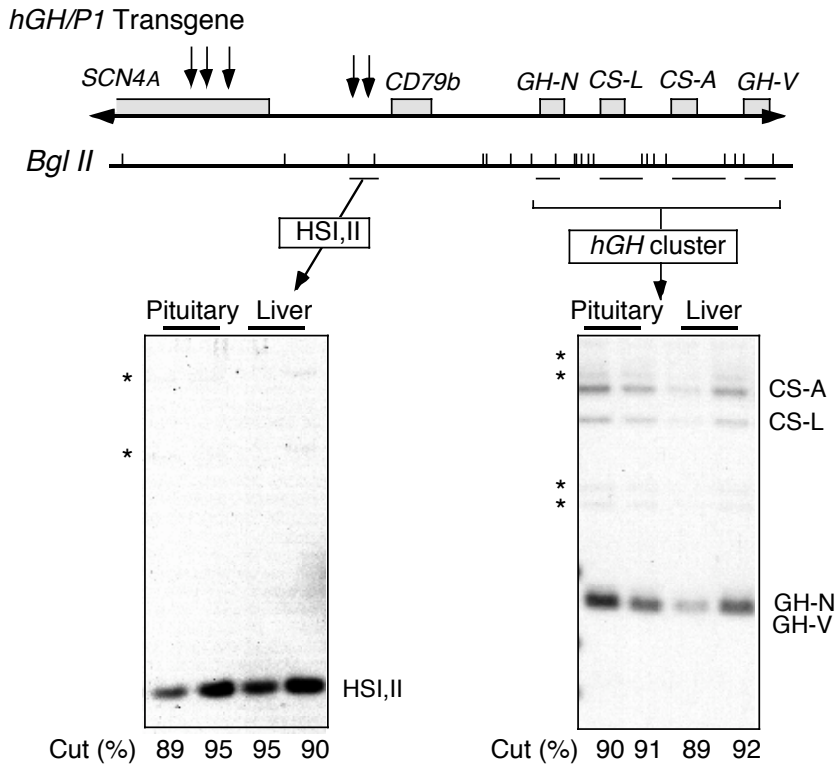 hGH/P1 Transgene
SCN4A CD79b GH-N CS-L CS-A GH-V
Bgl II
HSI,II hGH cluster
Pituitary Liver
*
*
HSI,II
Cut (%) 89 95 95 90
Pituitary Liver
*
*
CS-A
CS-L
*
*
GH-N
GH-V
Cut (%) 90 91 89 92